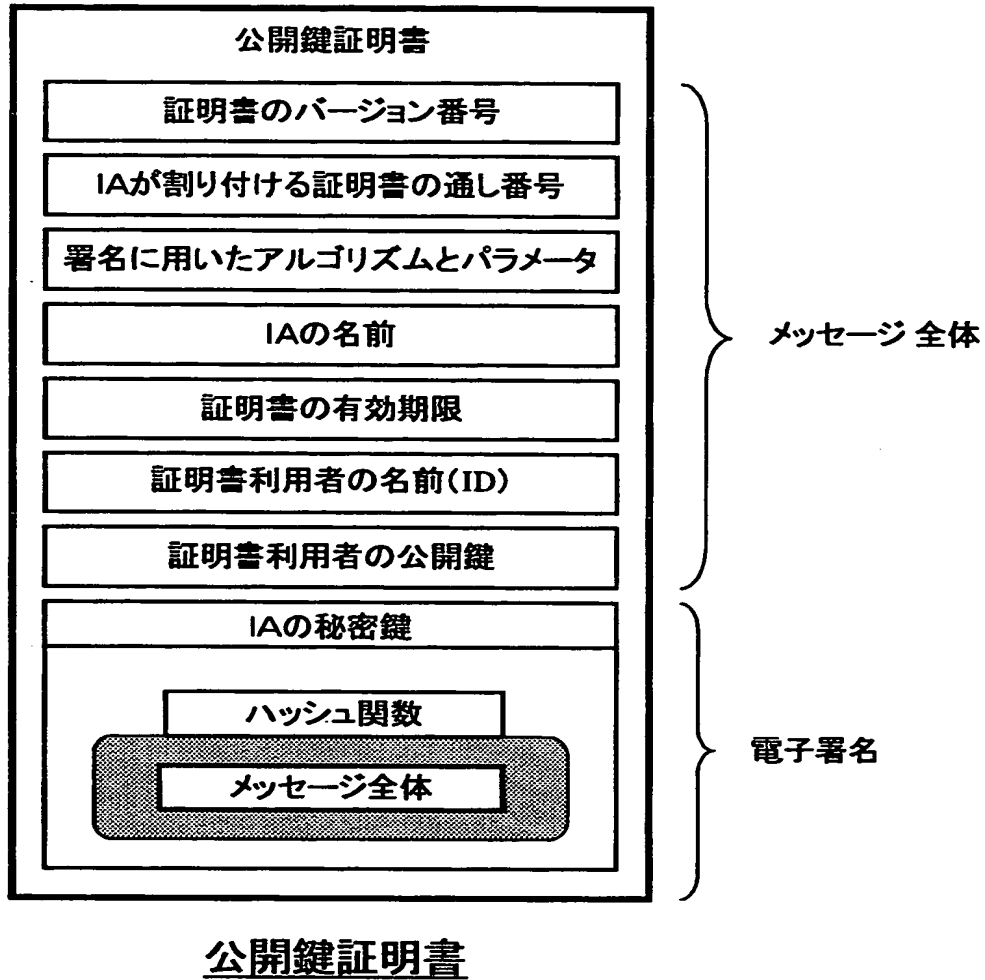 公開鍵証明書
証明書のバージョン番号
IAが割り付ける証明書の通し番号
署名に用いたアルゴリズムとパラメータ
IAの名前
証明書の有効期限
証明書利用者の名前(ID)
証明書利用者の公開鍵
メッセージ 全体
IAの秘密鍵
ハッシュ関数
メッセージ全体
電子署名
公開鍵証明書